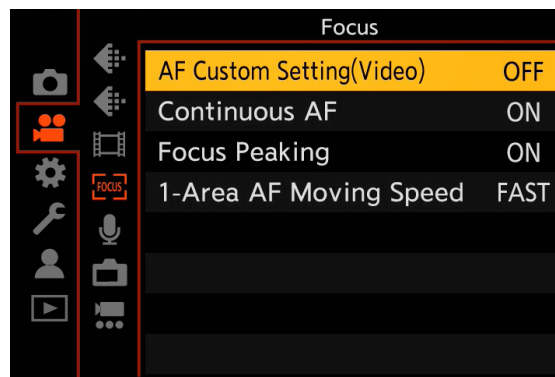 Focus
AF Custom Setting(Video) OFF
Continuous AF ON
Focus Peaking ON
FOCUS
1-Area AF Moving Speed FAST